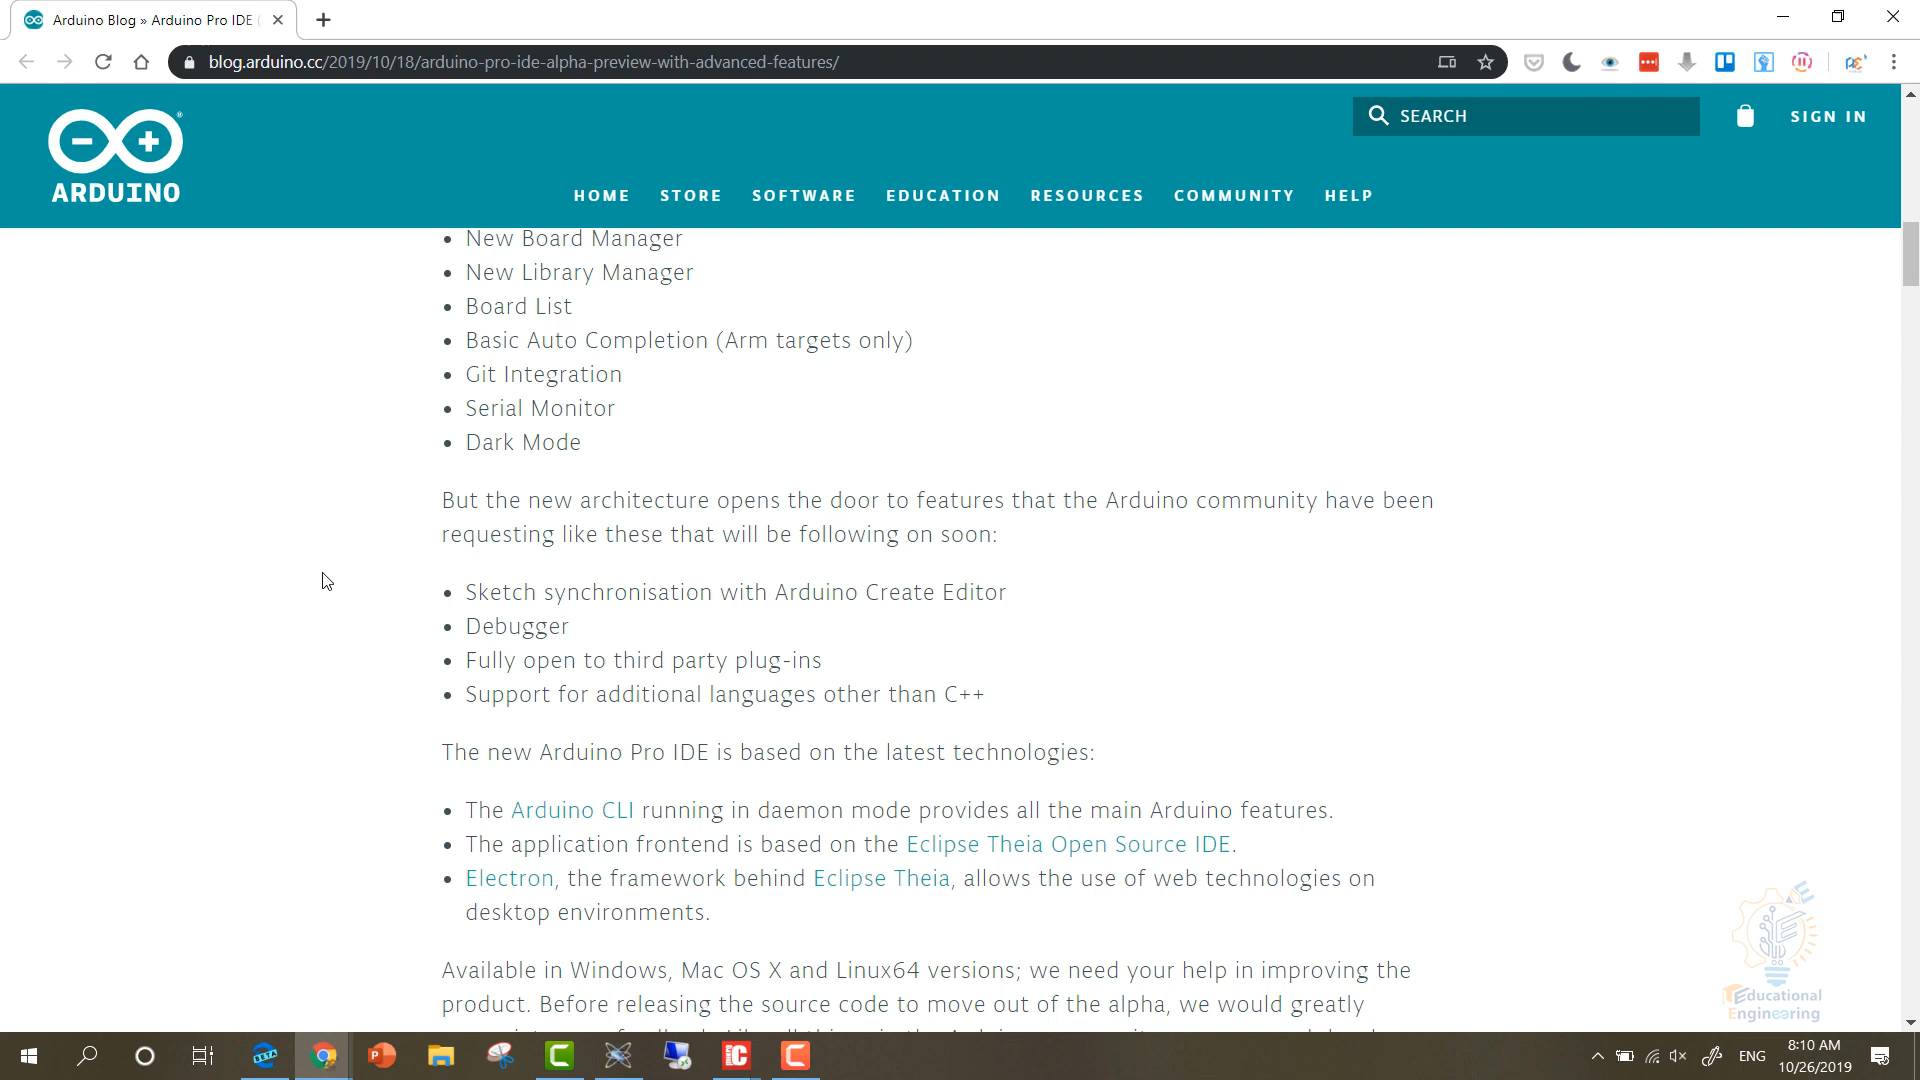 Arduino Blog » Arduino Pro IDE (
blog.arduino.cc/2019/10/18/arduino-pro-ide-alpha-preview-with-advanced-features/
SEARCH
SIGN IN
ARDUINO
HOME STORE SOFTWARE EDUCATION RESOURCES COMMUNITY HELP
• New Board Manager
• New Library Manager
• Board List
• Basic Auto Completion (Arm targets only)
• Git Integration
• Serial Monitor
• Dark Mode
But the new architecture opens the door to features that the Arduino community have been
requesting like these that will be following on soon:
• Sketch synchronisation with Arduino Create Editor
• Debugger
• Fully open to third party plug-ins
• Support for additional languages other than C++
The new Arduino Pro IDE is based on the latest technologies:
• The Arduino CLI running in daemon mode provides all the main Arduino features.
• The application frontend is based on the Eclipse Theia Open Source IDE.
• Electron, the framework behind Eclipse Theia, allows the use of web technologies on
desktop environments.
Available in Windows, Mac OS X and Linux64 versions; we need your help in improving the
product. Before releasing the source code to move out of the alpha, we would greatly
Educational
Engineering
BETA
ENG
8:10 AM
10/26/2019